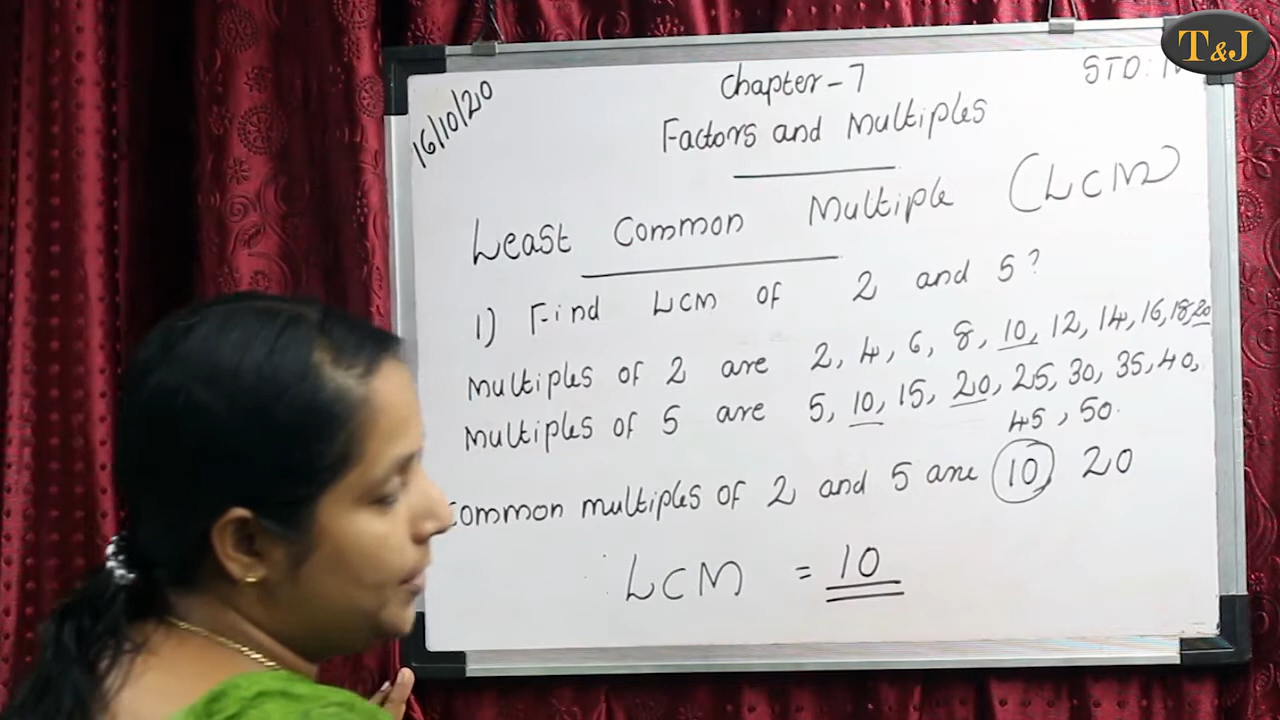 T&J
16/10/20
STD: IV
Chapter-7
Factors and Multiples
Least Common Multiple (LCM)
1) Find LCM of 2 and 5?
Multiples of 2 are 2, 4, 6, 8, 10, 12, 14, 16, 18, 20
Multiples of 5 are 5, 10, 15, 20, 25, 30, 35, 40,
45, 50.
Common multiples of 2 and 5 are 10, 20
LCM = 10